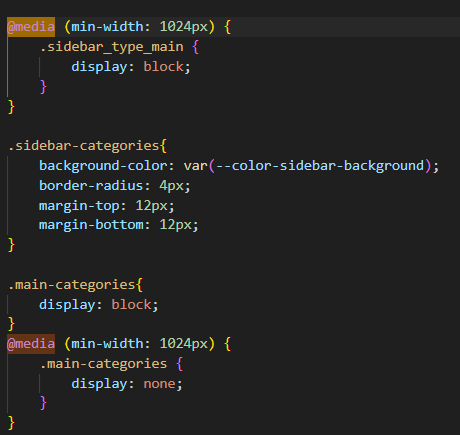 @media (min-width: 1024px) {
    .sidebar_type_main {
        display: block;
    }
}

.sidebar-categories{
    background-color: var(--color-sidebar-background);
    border-radius: 4px;
    margin-top: 12px;
    margin-bottom: 12px;
}

.main-categories{
    display: block;
}
@media (min-width: 1024px) {
    .main-categories {
        display: none;
    }
}